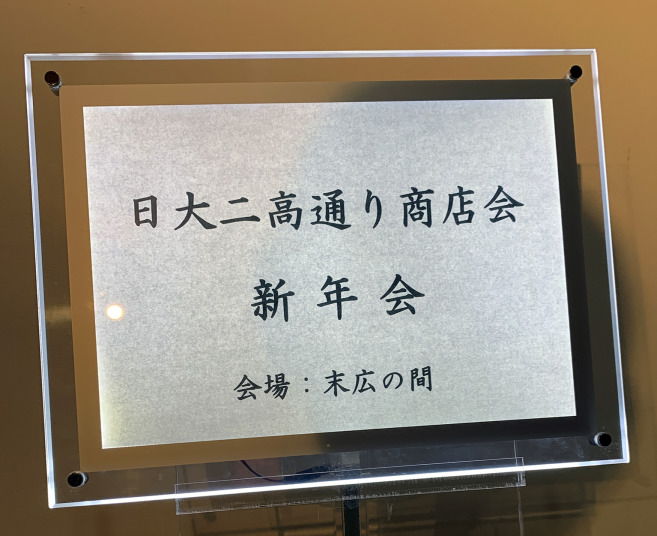 日大二高通り商店会
新年会
会場：末広の間